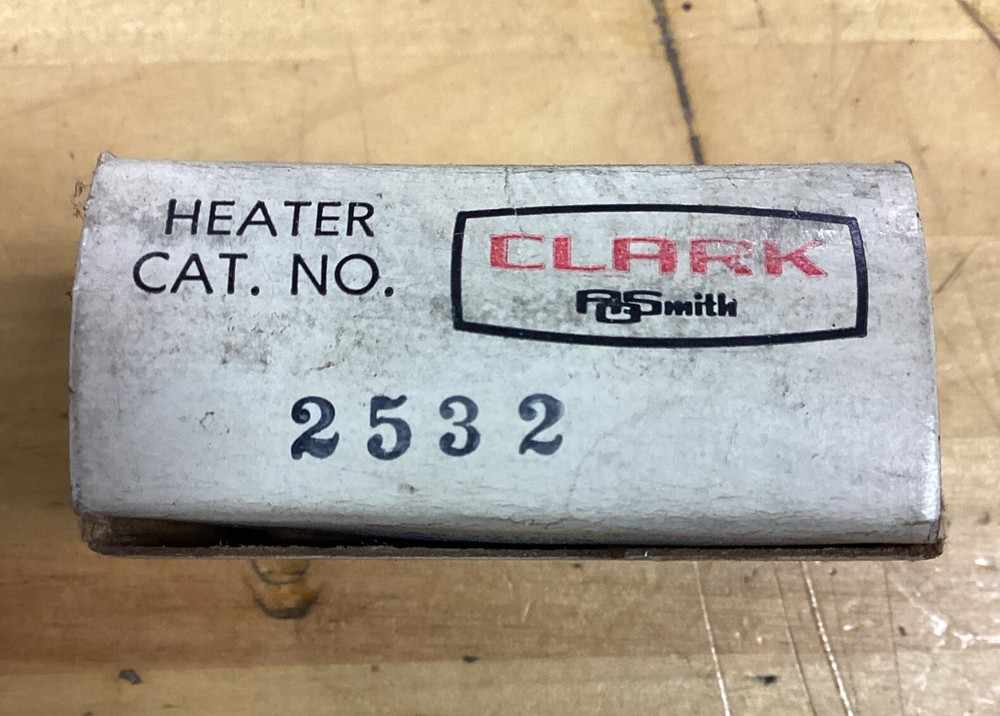 HEATER
CAT. NO.
CLARK
AOSmith
2532